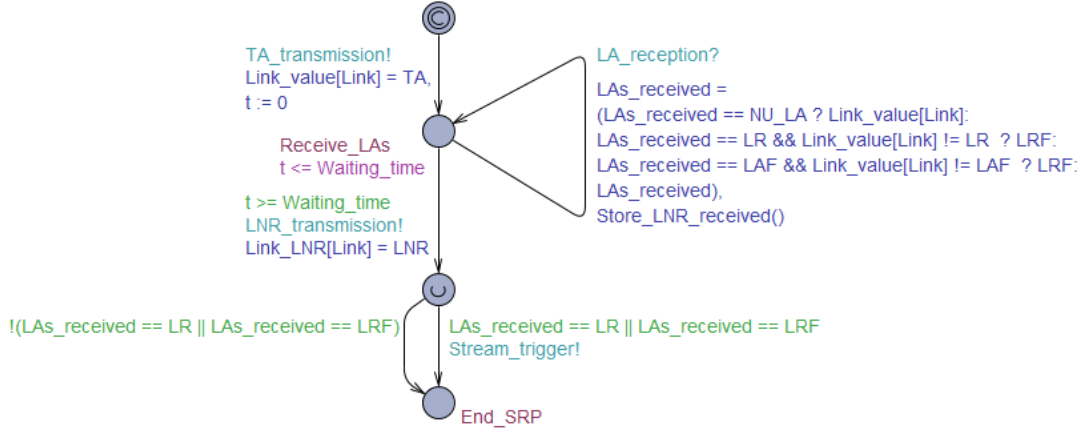 TA_transmission!
Link_value[Link] = TA,
t := 0
LA_reception?
LAs_received =
(LAs_received == NU_LA ? Link_value[Link]:
LAs_received == LR && Link_value[Link] != LR  ? LRF:
LAs_received == LAF && Link_value[Link] != LAF  ? LRF:
LAs_received),
Store_LNR_received()
Receive_LAs
t <= Waiting_time
t >= Waiting_time
LNR_transmission!
Link_LNR[Link] = LNR
!(LAs_received == LR || LAs_received == LRF)
LAs_received == LR || LAs_received == LRF
Stream_trigger!
End_SRP